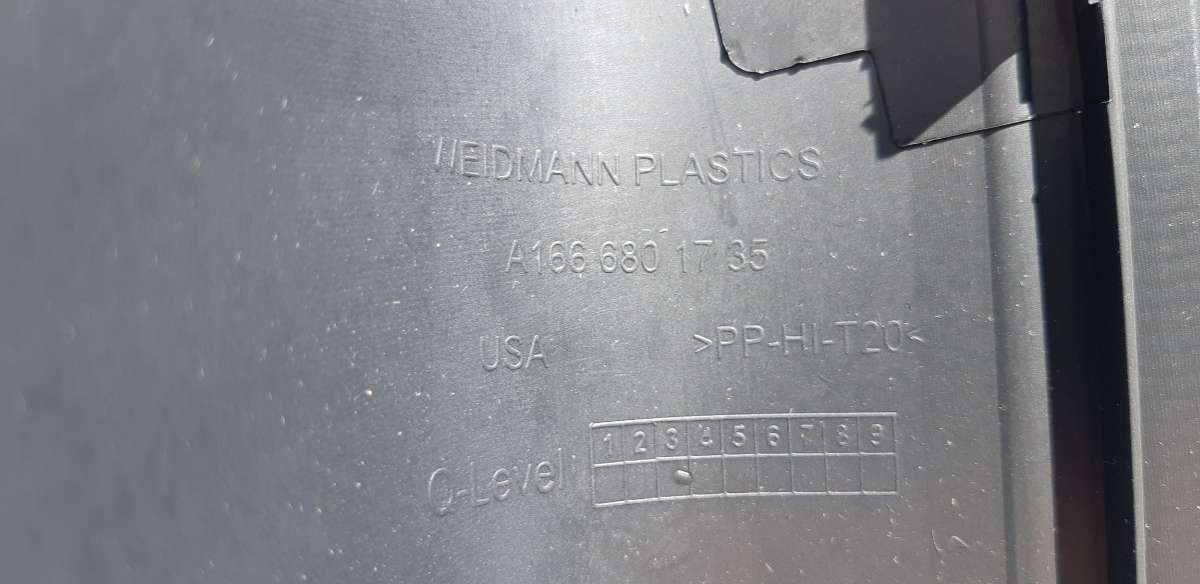 WEIDMANN PLASTICS
A166 680 17 35
USA >PP-HI-T20<
1 2 3 4 5 6 7 8 9
Q-Level